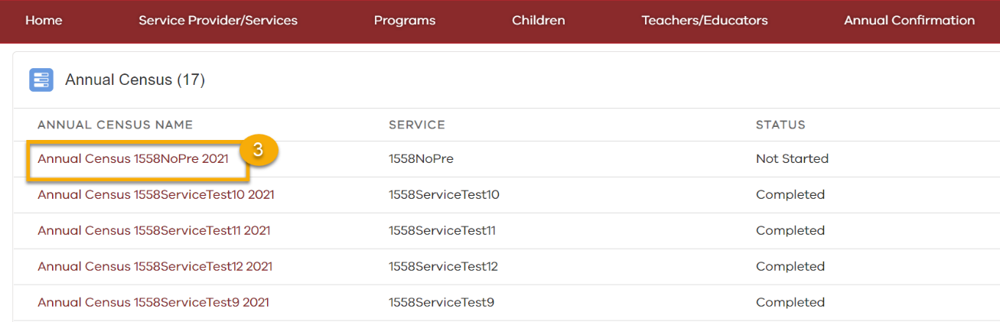 Home Service Provider/Services Programs Children Teachers/Educators Annual Confirmation
Annual Census (17)
ANNUAL CENSUS NAME SERVICE STATUS
3
Annual Census 1558NoPre 2021 1558NoPre Not Started
Annual Census 1558ServiceTest10 2021 1558ServiceTest10 Completed
Annual Census 1558ServiceTest11 2021 1558ServiceTest11 Completed
Annual Census 1558ServiceTest12 2021 1558ServiceTest12 Completed
Annual Census 1558ServiceTest9 2021 1558ServiceTest9 Completed